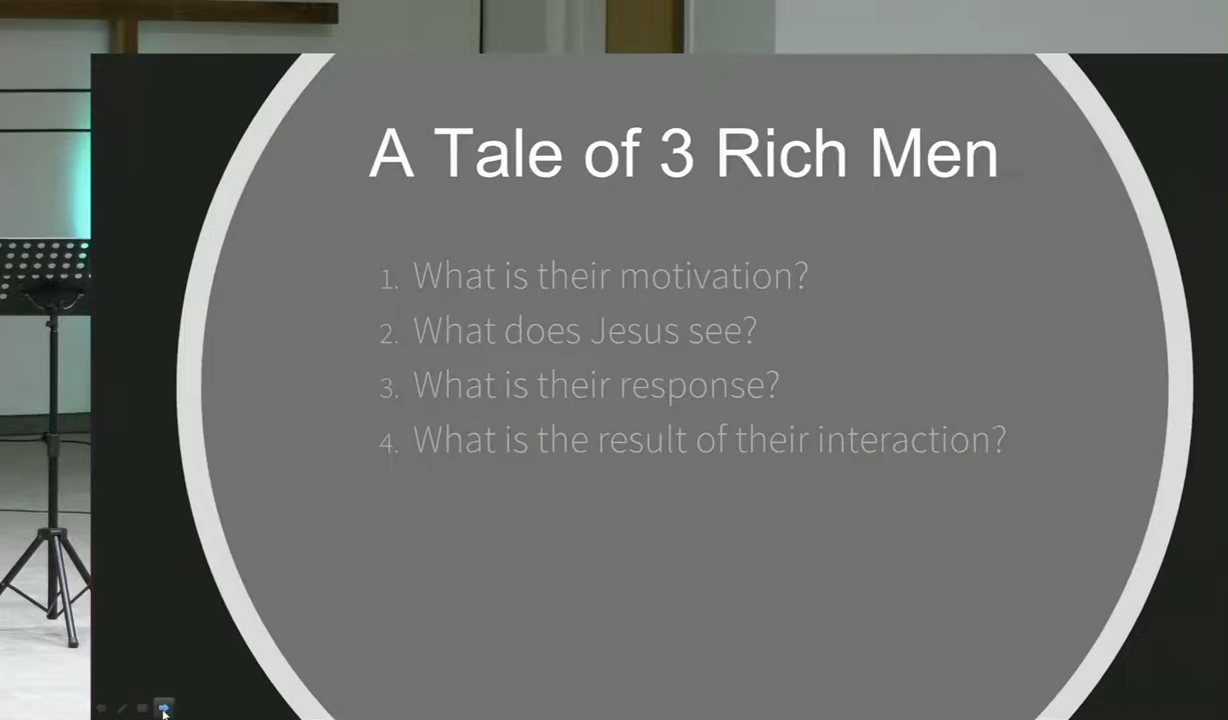 A Tale of 3 Rich Men
1. What is their motivation?
2. What does Jesus see?
3. What is their response?
4. What is the result of their interaction?